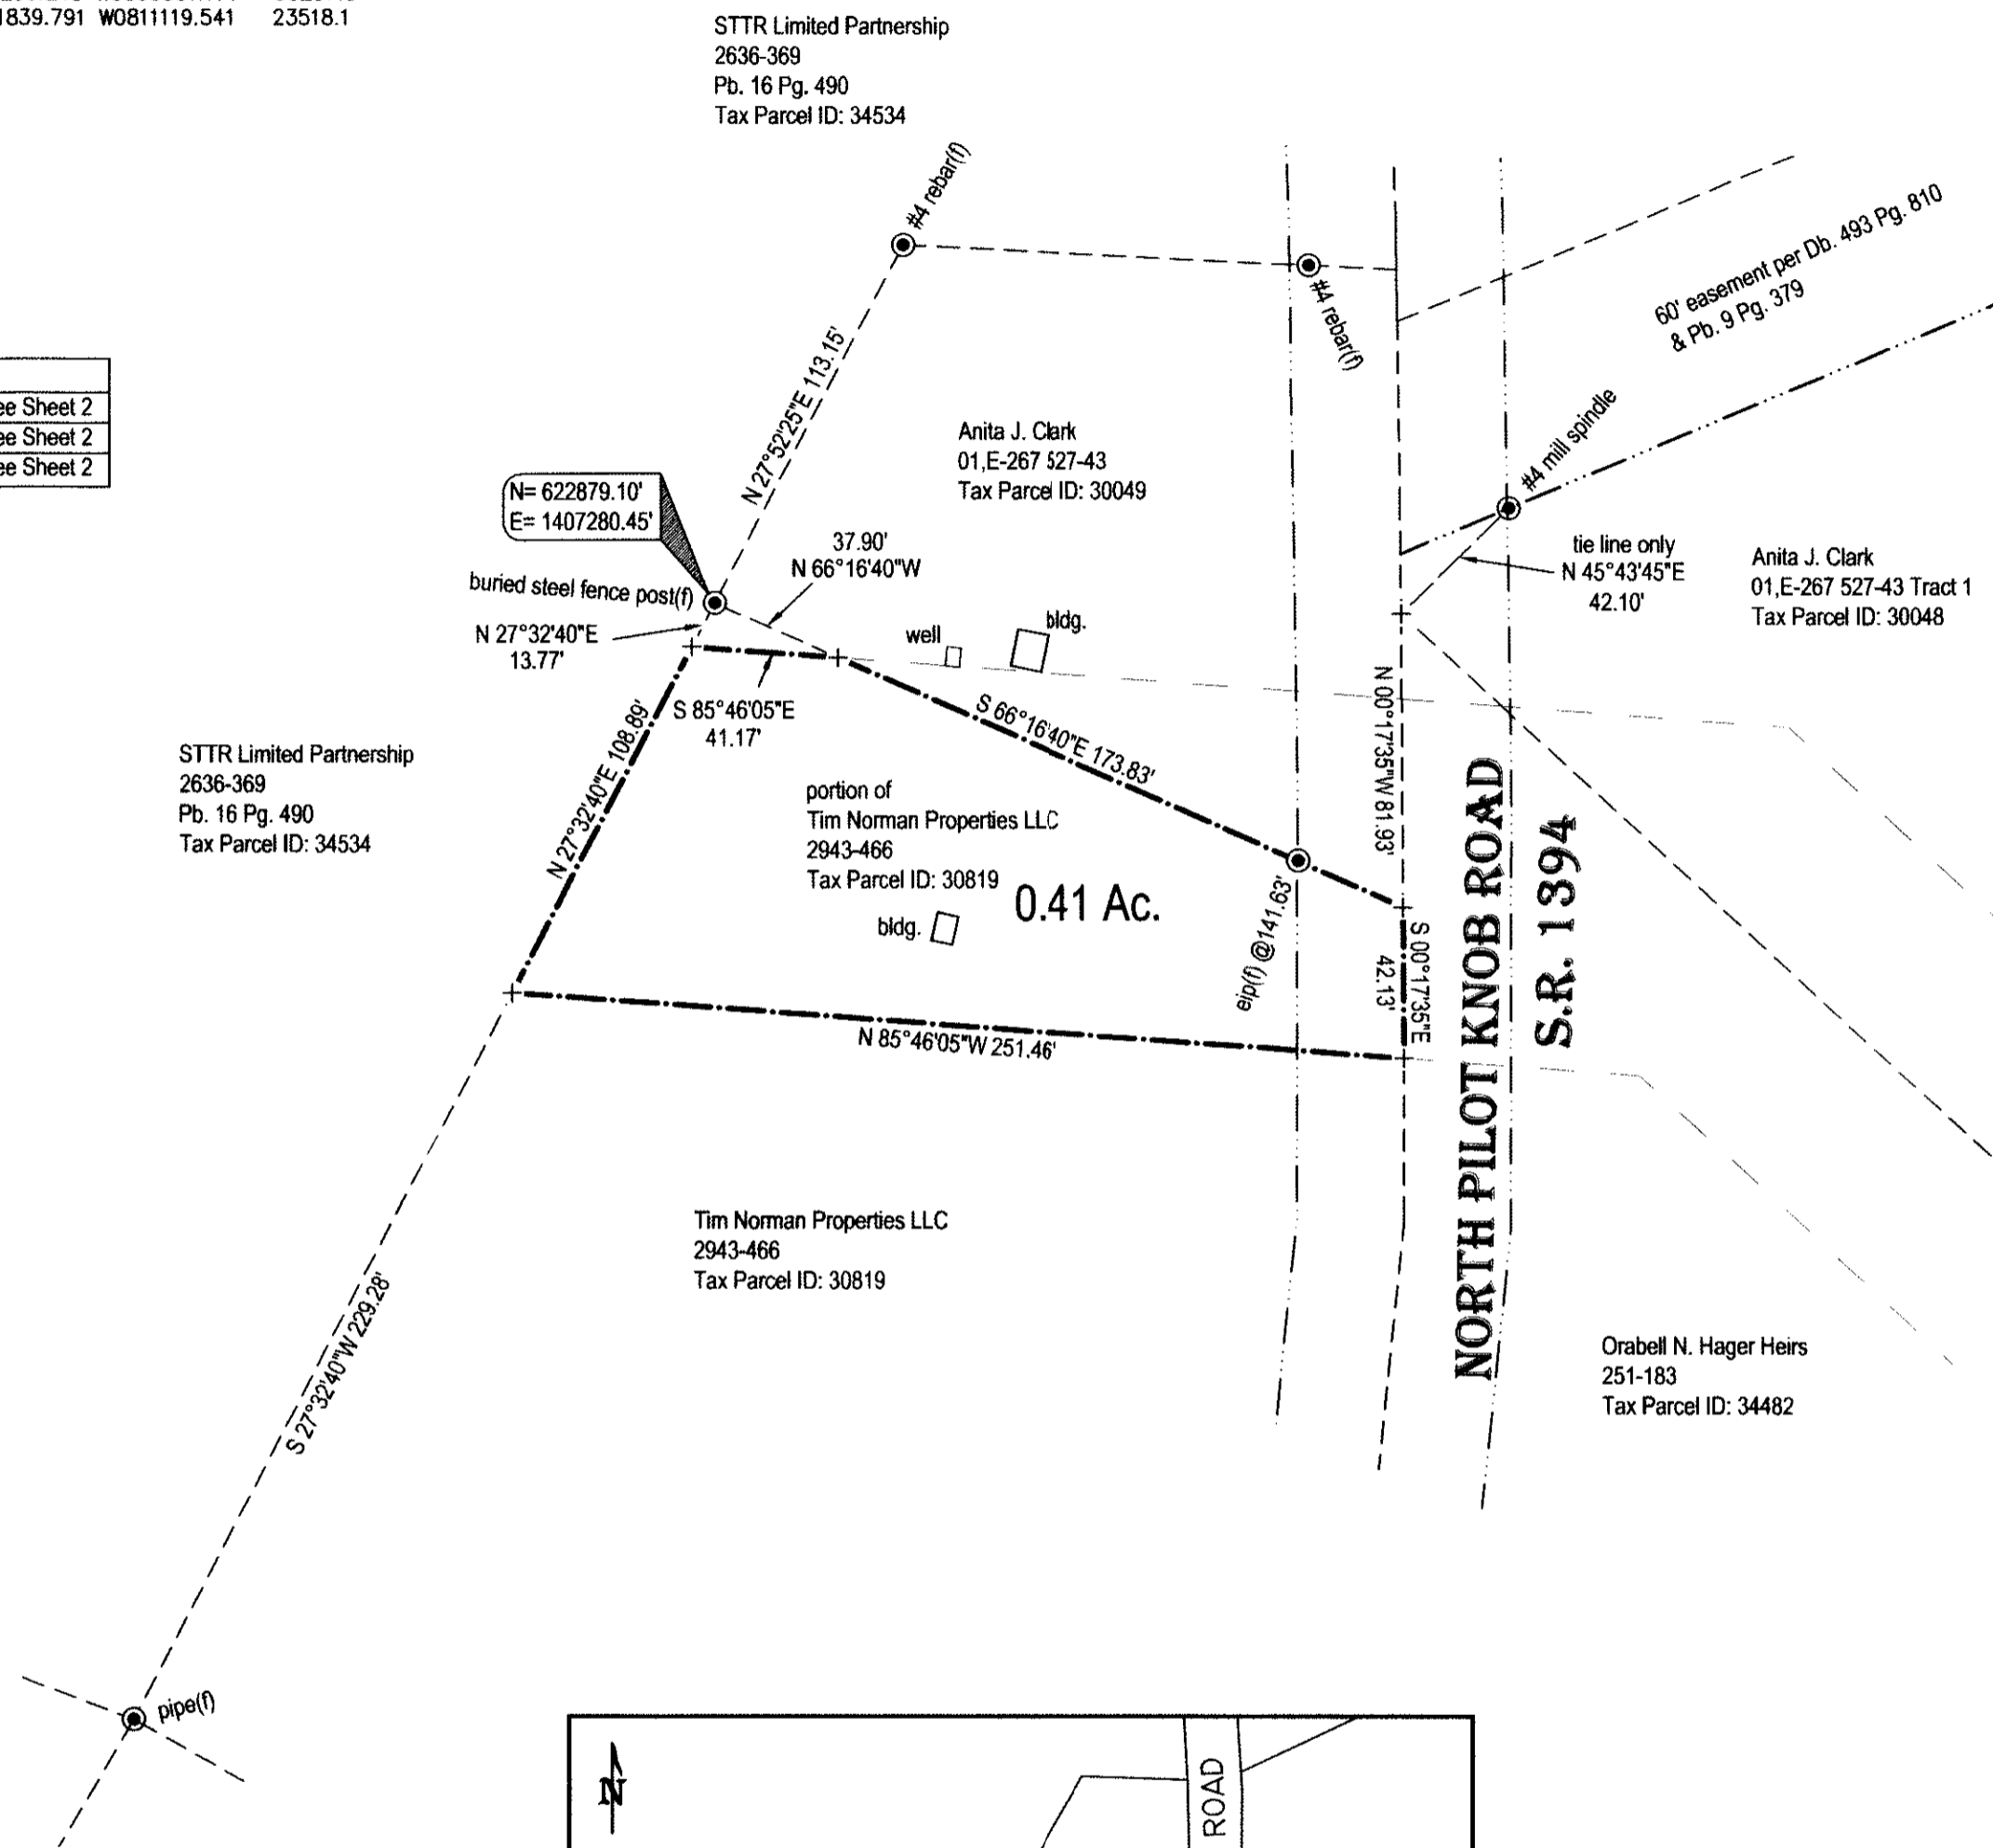 1839.791 W0811119.541 23518.1
STTR Limited Partnership
2636-369
Pb. 16 Pg. 490
Tax Parcel ID: 34534
#4 rebar(f)
#4 rebar(f)
60' easement per Db. 493 Pg. 810
& Pb. 9 Pg. 379
ee Sheet 2
ee Sheet 2
ee Sheet 2
N 27°52'25"E 113.15'
Anita J. Clark
01,E-267 527-43
Tax Parcel ID: 30049
#4 mill spindle
N= 622879.10'
E= 1407280.45'
37.90'
N 66°16'40"W
tie line only
N 45°43'45"E
42.10'
Anita J. Clark
01,E-267 527-43 Tract 1
Tax Parcel ID: 30048
buried steel fence post(f)
N 27°32'40"E
13.77'
well
bldg.
S 85°46'05"E
41.17'
S 66°16'40"E 173.83'
N 00°17'35"W 81.93'
N 27°32'40"E 108.89'
STTR Limited Partnership
2636-369
Pb. 16 Pg. 490
Tax Parcel ID: 34534
portion of
Tim Norman Properties LLC
2943-466
Tax Parcel ID: 30819
0.41 Ac.
bldg.
eip(f) @141.63'
S 00°17'35"E
42.13'
NORTH PILOT KNOB ROAD
S.R. 1394
N 85°46'05"W 251.46'
Tim Norman Properties LLC
2943-466
Tax Parcel ID: 30819
S 27°32'40"W 229.28'
Orabell N. Hager Heirs
251-183
Tax Parcel ID: 34482
pipe(f)
N
ROAD